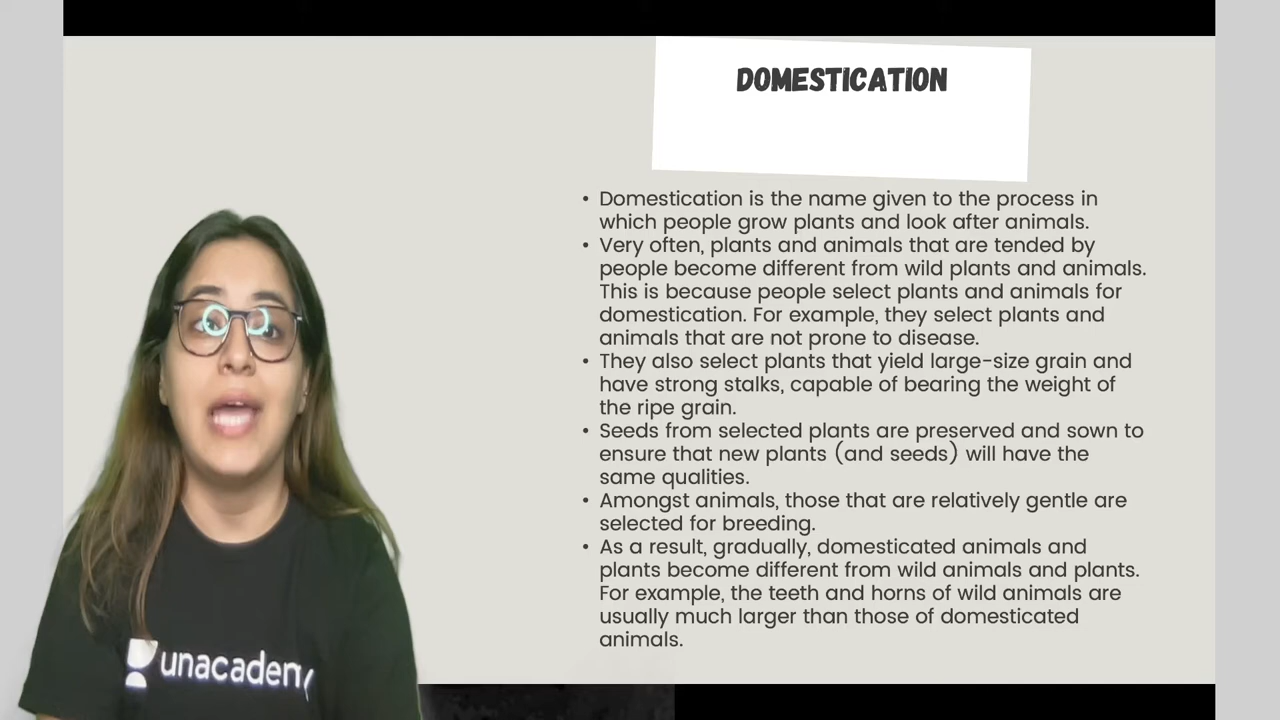 DOMESTICATION
• Domestication is the name given to the process in
which people grow plants and look after animals.
• Very often, plants and animals that are tended by
people become different from wild plants and animals.
This is because people select plants and animals for
domestication. For example, they select plants and
animals that are not prone to disease.
• They also select plants that yield large-size grain and
have strong stalks, capable of bearing the weight of
the ripe grain.
• Seeds from selected plants are preserved and sown to
ensure that new plants (and seeds) will have the
same qualities.
• Amongst animals, those that are relatively gentle are
selected for breeding.
• As a result, gradually, domesticated animals and
plants become different from wild animals and plants.
For example, the teeth and horns of wild animals are
usually much larger than those of domesticated
animals.
unacademy